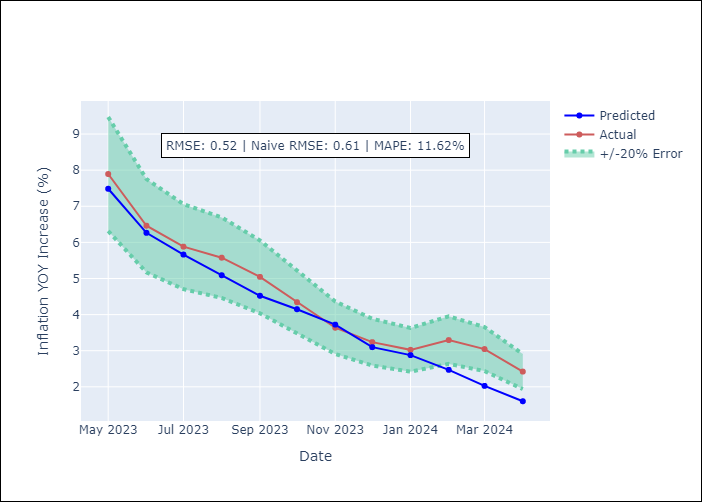 RMSE: 0.52 | Naive RMSE: 0.61 | MAPE: 11.62%
Predicted
Actual
+/-20% Error
Inflation YOY Increase (%)
9
8
7
6
5
4
3
2
May 2023
Jul 2023
Sep 2023
Nov 2023
Jan 2024
Mar 2024
Date